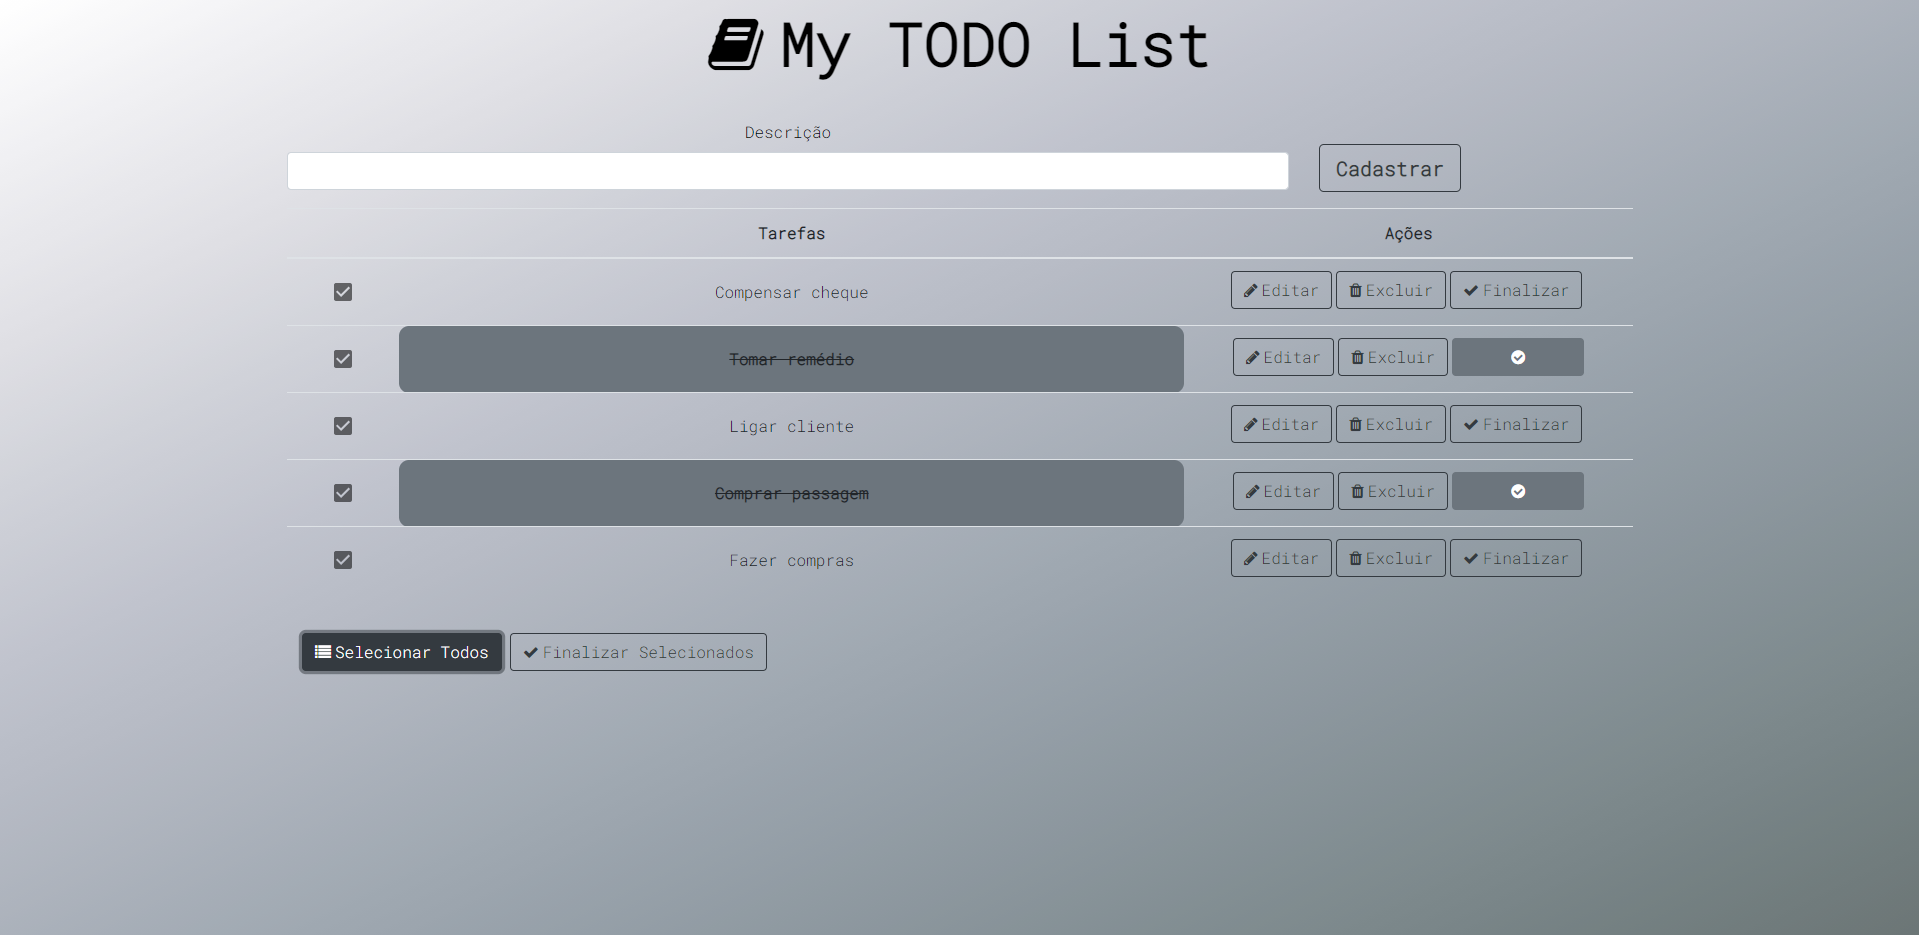 My TODO List
Descrição
Cadastrar
Tarefas Ações
Compensar cheque Editar Excluir Finalizar
Tomar remédio Editar Excluir
Ligar cliente Editar Excluir Finalizar
Comprar passagem Editar Excluir
Fazer compras Editar Excluir Finalizar
Selecionar Todos Finalizar Selecionados